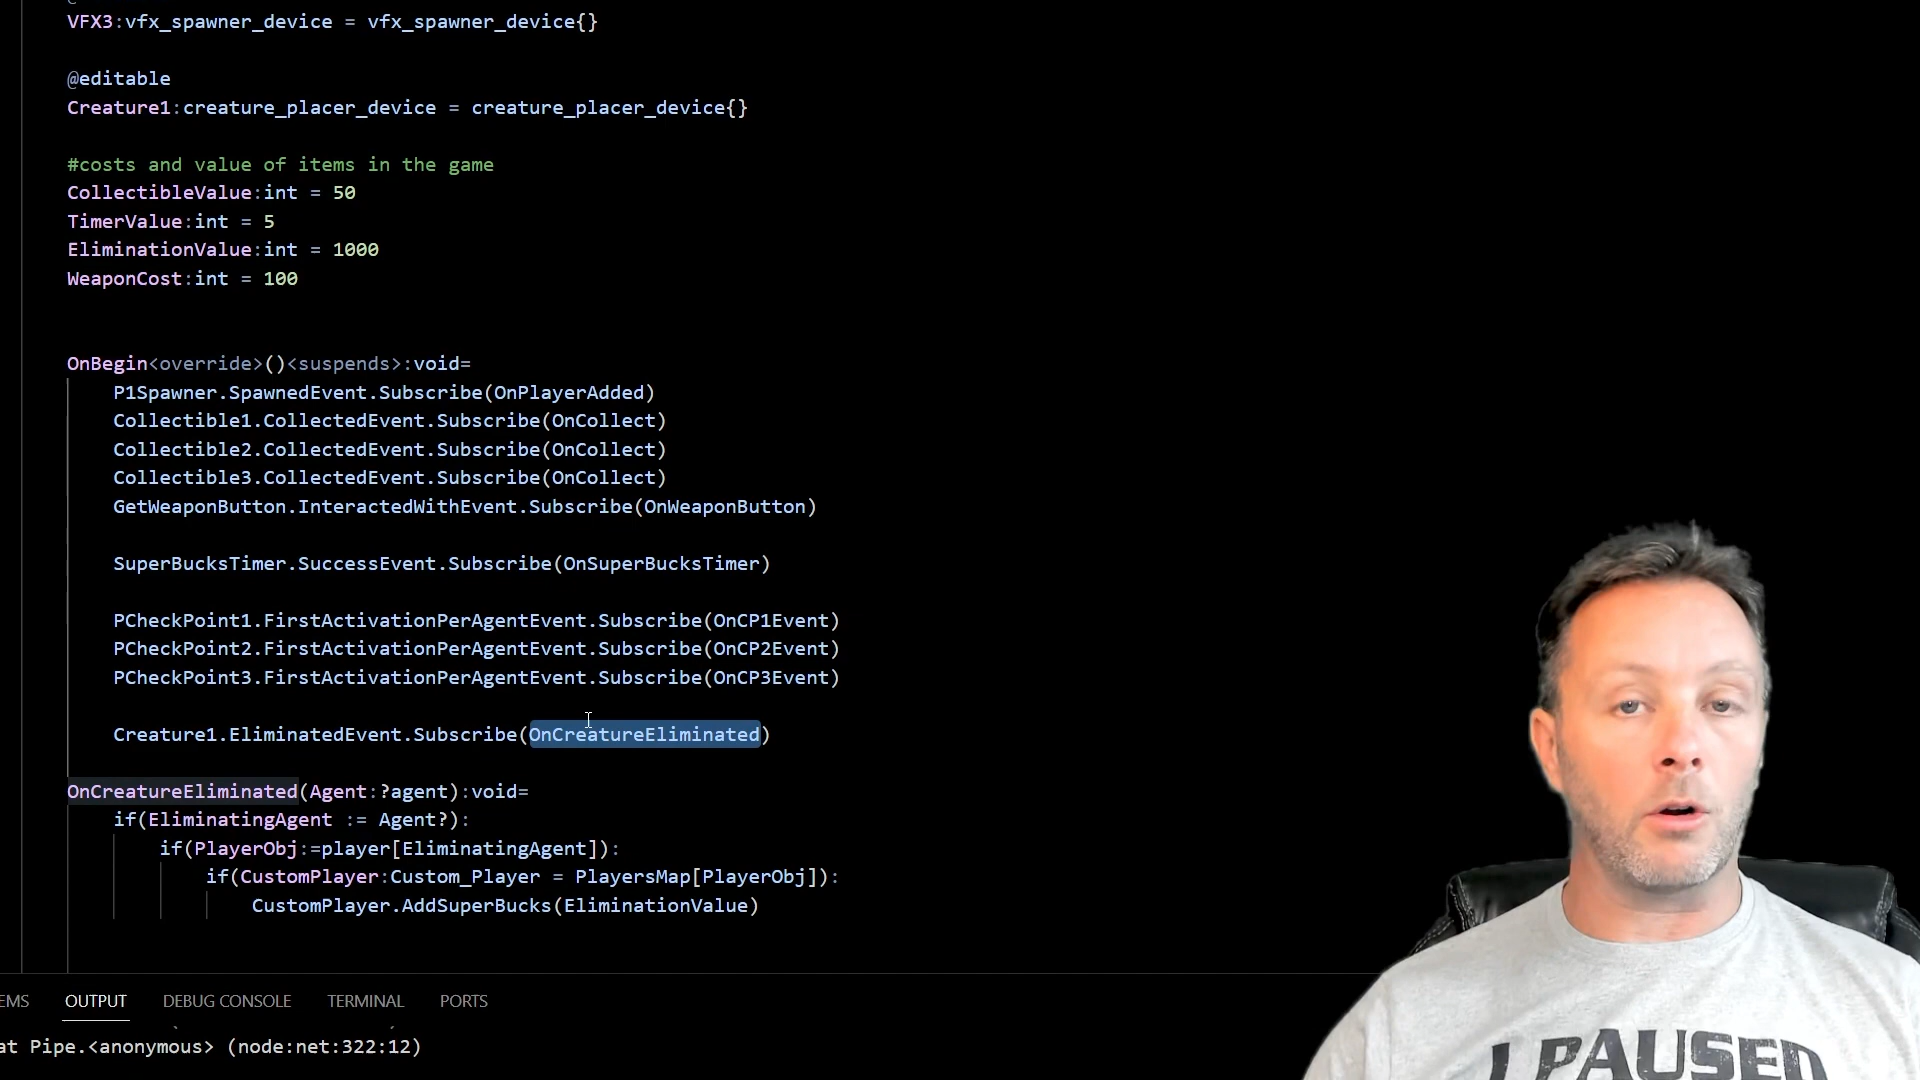 VFX3:vfx_spawner_device = vfx_spawner_device{}
@editable
Creature1:creature_placer_device = creature_placer_device{}
#costs and value of items in the game
CollectibleValue:int = 50
TimerValue:int = 5
EliminationValue:int = 1000
WeaponCost:int = 100
OnBegin<override>()<suspends>:void=
P1Spawner.SpawnedEvent.Subscribe(OnPlayerAdded)
Collectible1.CollectedEvent.Subscribe(OnCollect)
Collectible2.CollectedEvent.Subscribe(OnCollect)
Collectible3.CollectedEvent.Subscribe(OnCollect)
GetWeaponButton.InteractedWithEvent.Subscribe(OnWeaponButton)
SuperBucksTimer.SuccessEvent.Subscribe(OnSuperBucksTimer)
PCheckPoint1.FirstActivationPerAgentEvent.Subscribe(OnCP1Event)
PCheckPoint2.FirstActivationPerAgentEvent.Subscribe(OnCP2Event)
PCheckPoint3.FirstActivationPerAgentEvent.Subscribe(OnCP3Event)
Creature1.EliminatedEvent.Subscribe(OnCreatureEliminated)
OnCreatureEliminated(Agent:?agent):void=
if(EliminatingAgent := Agent?):
if(PlayerObj:=player[EliminatingAgent]):
if(CustomPlayer:Custom_Player = PlayersMap[PlayerObj]):
CustomPlayer.AddSuperBucks(EliminationValue)
EMS OUTPUT DEBUG CONSOLE TERMINAL PORTS
at Pipe.<anonymous> (node:net:322:12)
I PAUSED